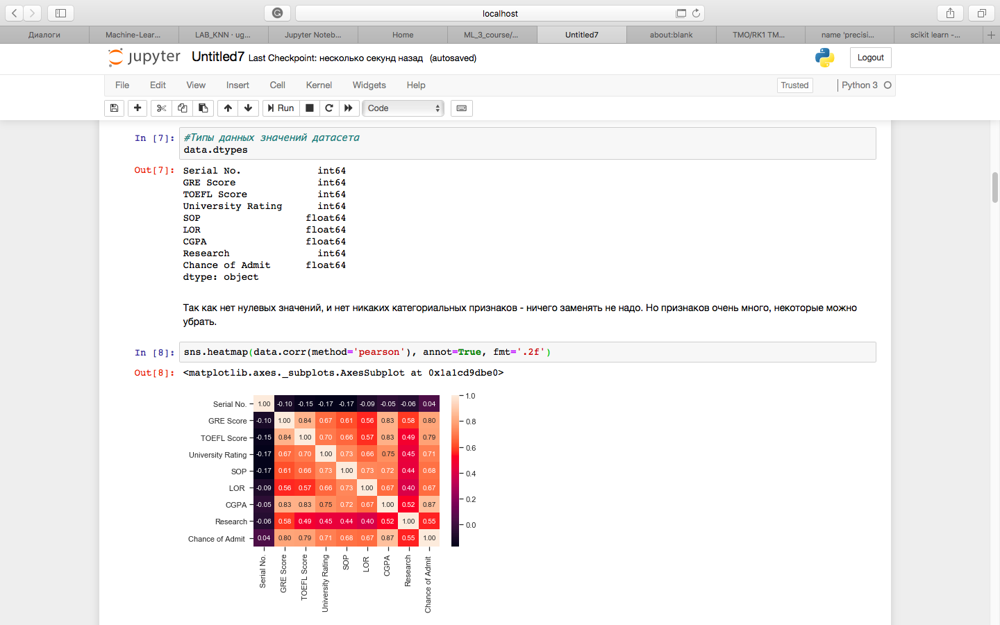 localhost
Диалоги
Machine-Lear...
LAB_KNN · ug...
Jupyter Noteb...
Home
ML_3_course/...
Untitled7
about:blank
TMO/RK1 TM...
name 'precisi...
scikit learn -...
jupyter Untitled7 Last Checkpoint: несколько секунд назад (autosaved)
Logout
File Edit View Insert Cell Kernel Widgets Help
Trusted
Python 3
Run
Code
In [7]: #Типы данных значений датасета
data.dtypes
Out[7]: Serial No. int64
GRE Score int64
TOEFL Score int64
University Rating int64
SOP float64
LOR float64
CGPA float64
Research int64
Chance of Admit float64
dtype: object
Так как нет нулевых значений, и нет никаких категориальных признаков - ничего заменять не надо. Но признаков очень много, некоторые можно
убрать.
In [8]: sns.heatmap(data.corr(method='pearson'), annot=True, fmt='.2f')
Out[8]: <matplotlib.axes._subplots.AxesSubplot at 0x1a1cd9dbe0>
Serial No. 1.00 -0.10 -0.15 -0.17 -0.17 -0.09 -0.05 -0.06 0.04
GRE Score -0.10 1.00 0.84 0.67 0.61 0.56 0.83 0.58 0.80
TOEFL Score -0.15 0.84 1.00 0.70 0.66 0.57 0.83 0.49 0.79
University Rating -0.17 0.67 0.70 1.00 0.73 0.66 0.75 0.45 0.71
SOP -0.17 0.61 0.66 0.73 1.00 0.73 0.72 0.44 0.68
LOR -0.09 0.56 0.57 0.66 0.73 1.00 0.67 0.40 0.67
CGPA -0.05 0.83 0.83 0.75 0.72 0.67 1.00 0.52 0.87
Research -0.06 0.58 0.49 0.45 0.44 0.40 0.52 1.00 0.55
Chance of Admit 0.04 0.80 0.79 0.71 0.68 0.67 0.87 0.55 1.00
1.0
0.8
0.6
0.4
0.2
0.0
Serial No.
GRE Score
TOEFL Score
University Rating
SOP
LOR
CGPA
Research
Chance of Admit